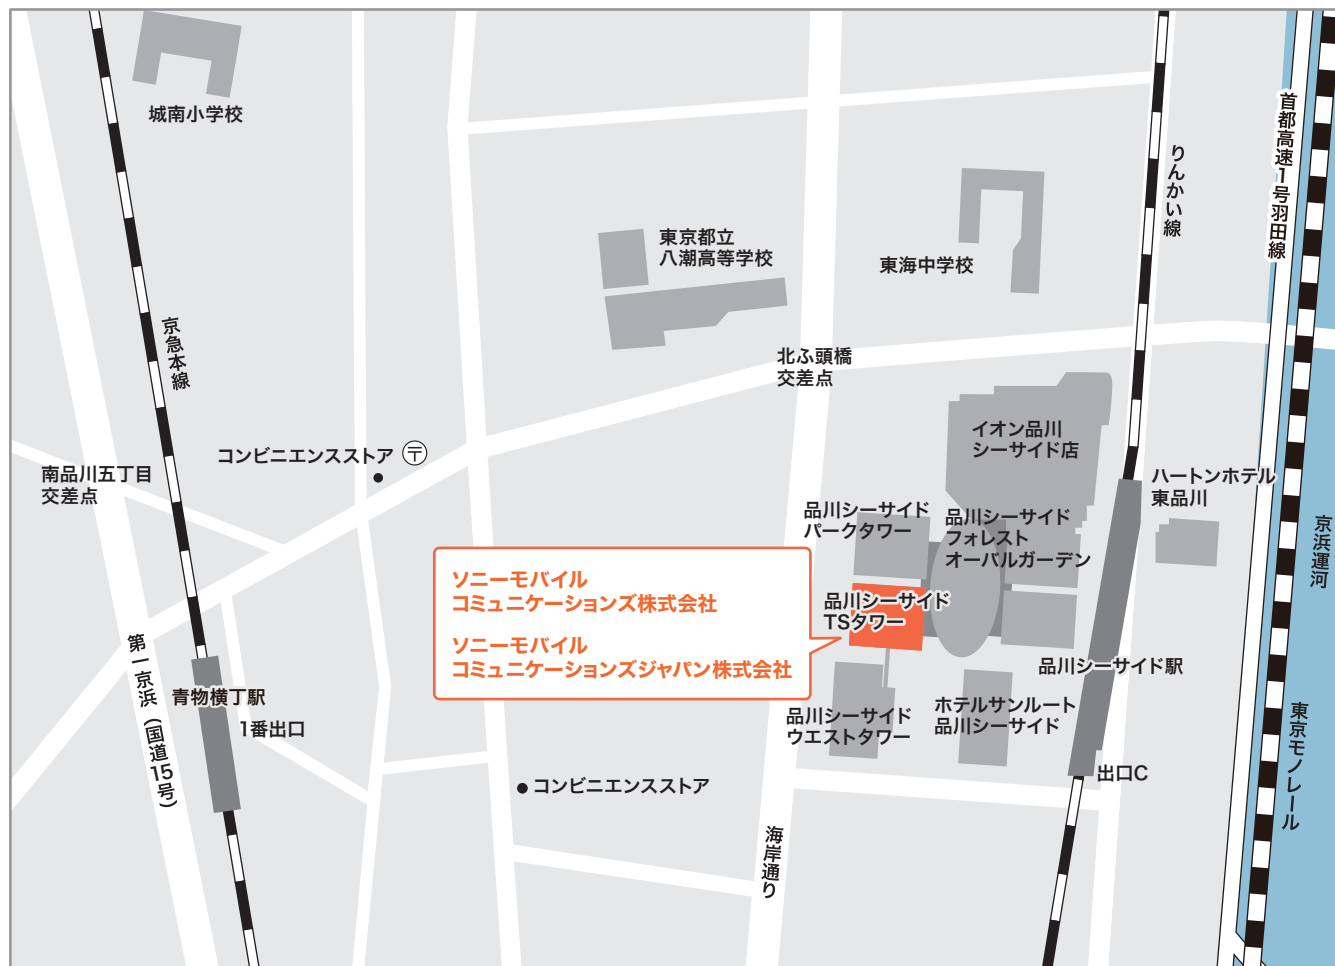 城南小学校
首都高速1号羽田線
りんかい線
東京都立
八潮高等学校
東海中学校
京急本線
北ふ頭橋
交差点
イオン品川
シーサイド店
コンビニエンスストア
〒
南品川五丁目
交差点
ハートンホテル
東品川
品川シーサイド
パークタワー
品川シーサイド
フォレスト
オーバルガーデン
京浜運河
ソニーモバイル
コミュニケーションズ株式会社
ソニーモバイル
コミュニケーションズジャパン株式会社
品川シーサイド
TSタワー
第一京浜(国道15号)
品川シーサイド駅
青物横丁駅
1番出口
品川シーサイド
ウエストタワー
ホテルサンルート
品川シーサイド
東京モノレール
出口C
コンビニエンスストア
海岸通り